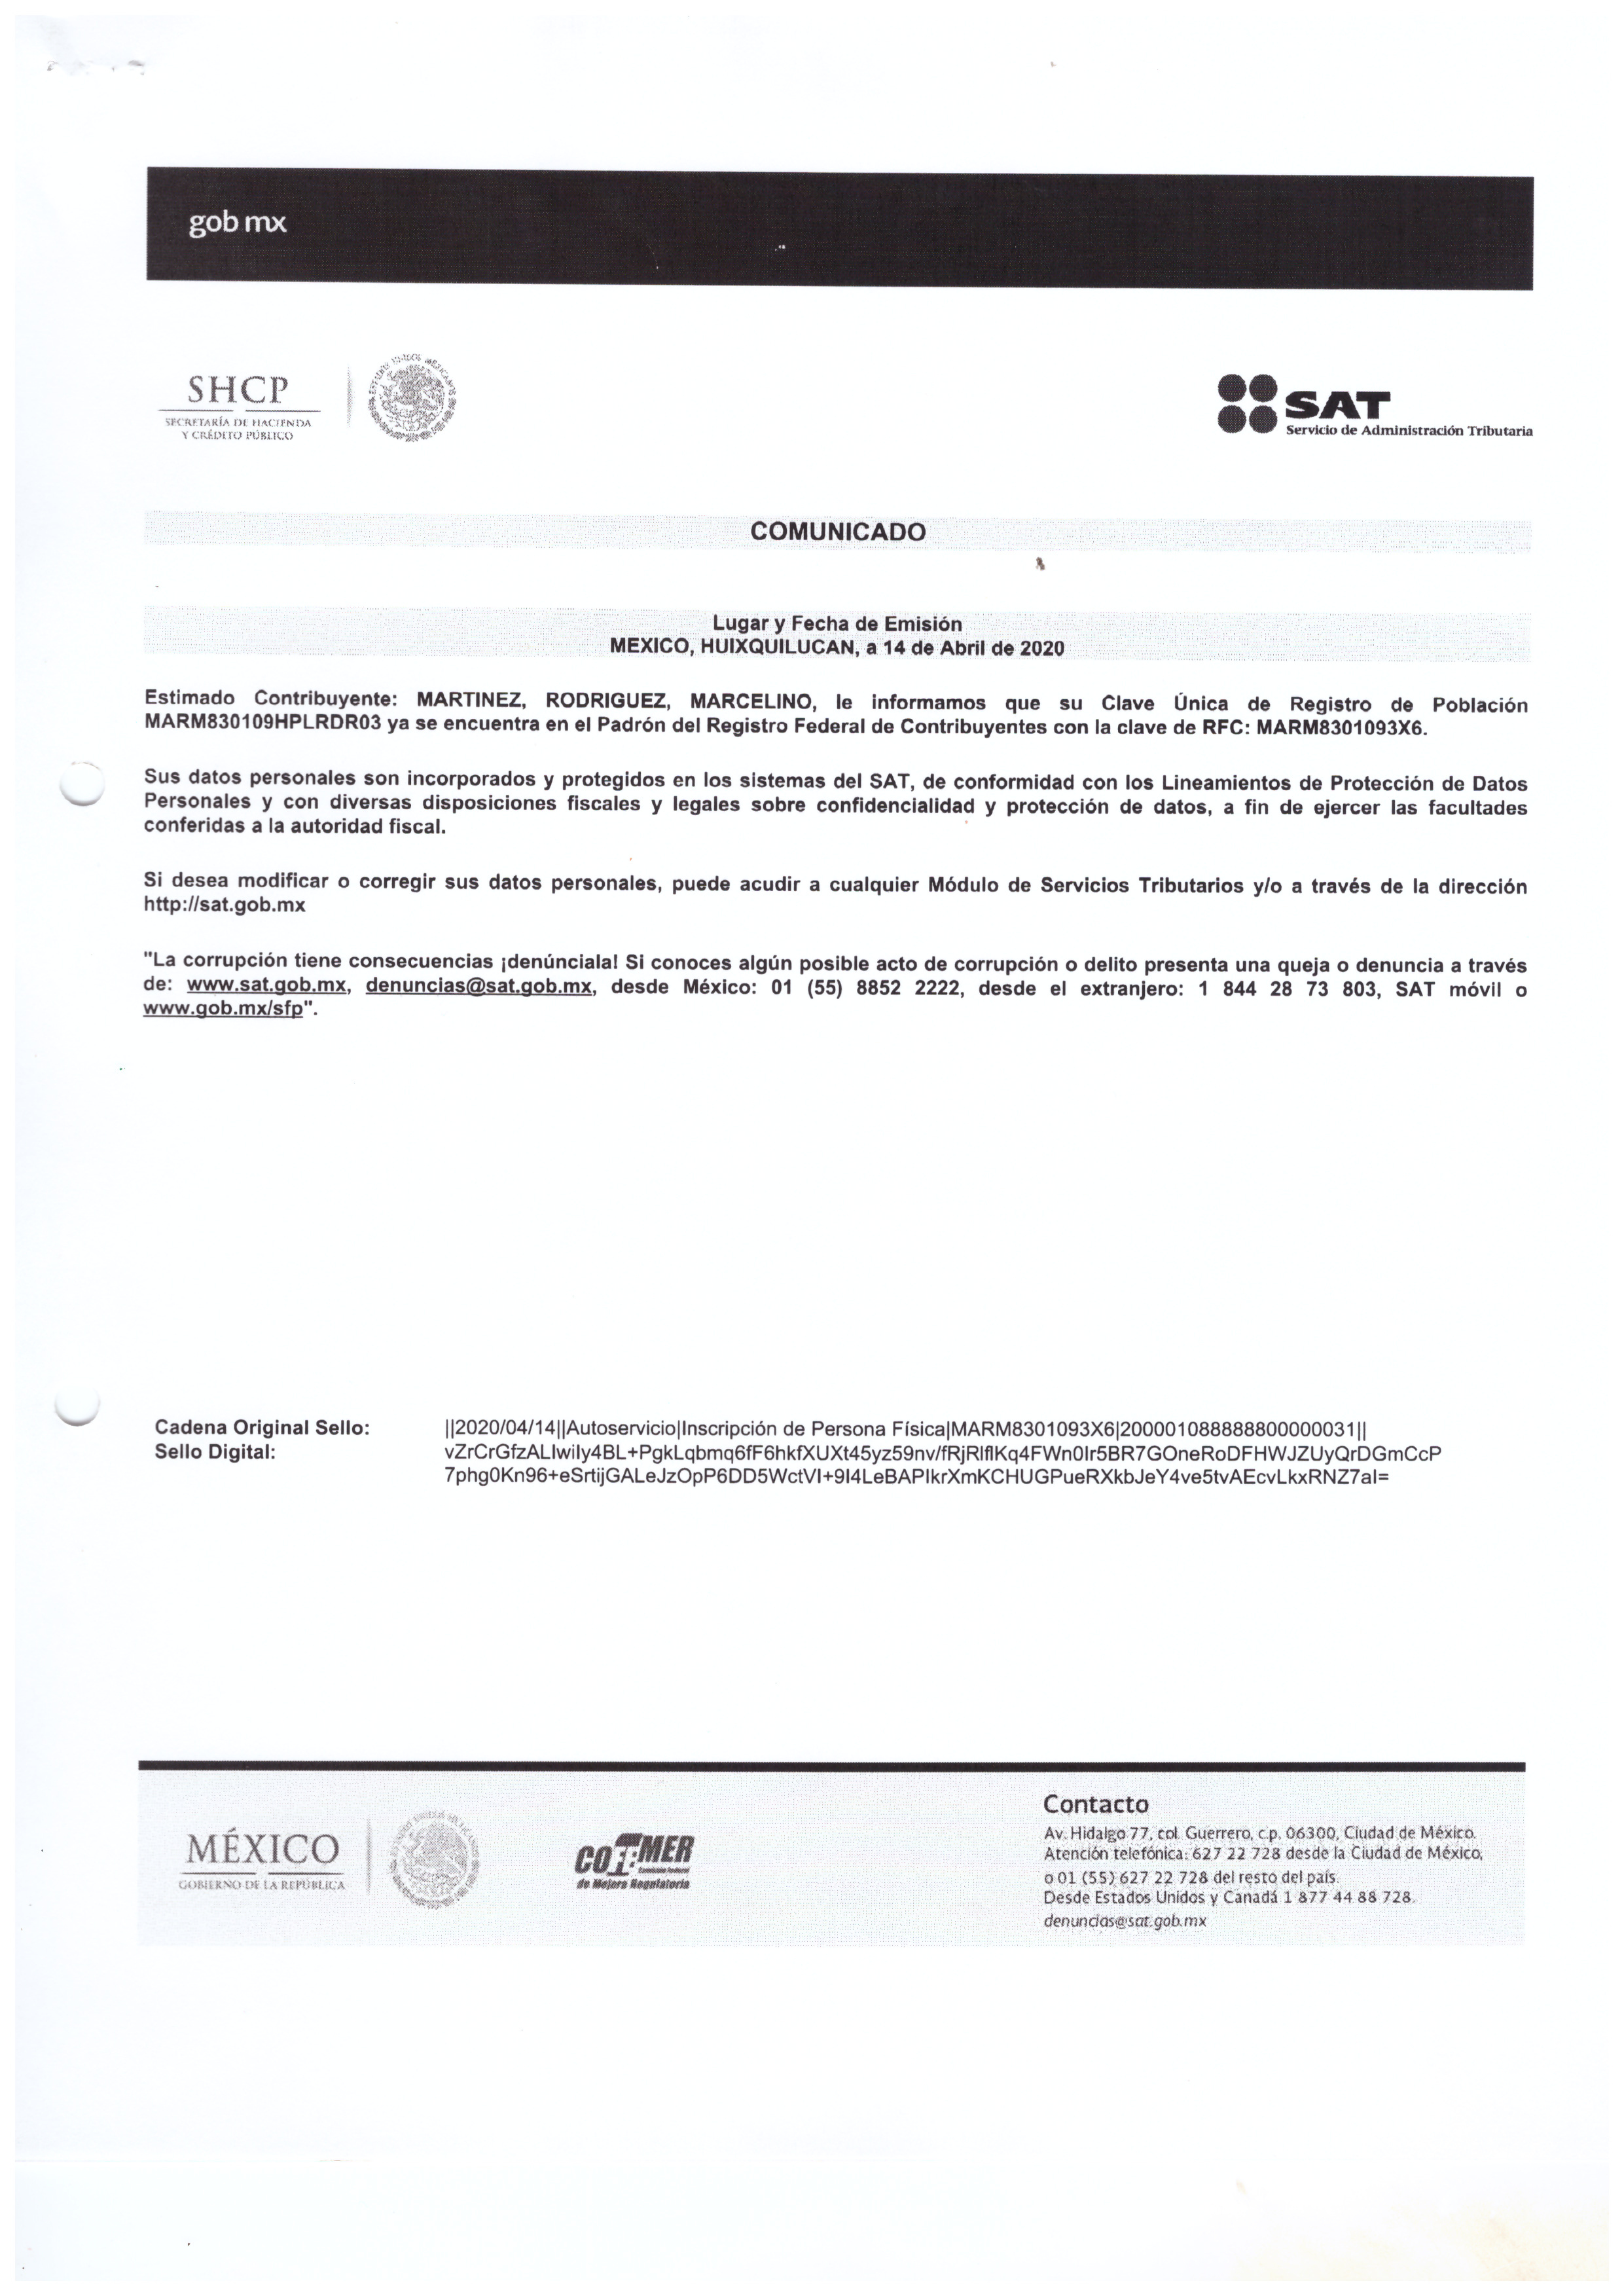 gob mx
SHCP
SECRETARÍA DE HACIENDA
Y CRÉDITO PÚBLICO
SAT
Servicio de Administración Tributaria
COMUNICADO
Lugar y Fecha de Emisión
MEXICO, HUIXQUILUCAN, a 14 de Abril de 2020
Estimado Contribuyente: MARTINEZ, RODRIGUEZ, MARCELINO, le informamos que su Clave Única de Registro de Población
MARM830109HPLRDR03 ya se encuentra en el Padrón del Registro Federal de Contribuyentes con la clave de RFC: MARM8301093X6.
Sus datos personales son incorporados y protegidos en los sistemas del SAT, de conformidad con los Lineamientos de Protección de Datos
Personales y con diversas disposiciones fiscales y legales sobre confidencialidad y protección de datos, a fin de ejercer las facultades
conferidas a la autoridad fiscal.
Si desea modificar o corregir sus datos personales, puede acudir a cualquier Módulo de Servicios Tributarios y/o a través de la dirección
http://sat.gob.mx
"La corrupción tiene consecuencias ¡denúnciala! Si conoces algún posible acto de corrupción o delito presenta una queja o denuncia a través
de: www.sat.gob.mx, denuncias@sat.gob.mx, desde México: 01 (55) 8852 2222, desde el extranjero: 1 844 28 73 803, SAT móvil o
www.gob.mx/sfp".
Cadena Original Sello: ||2020/04/14||Autoservicio|Inscripción de Persona Física|MARM8301093X6|200001088888800000031||
Sello Digital: vZrCrGfzALIwiIy4BL+PgkLqbmq6fF6hkfXUXt45yz59nv/fRjRIflKq4FWn0Ir5BR7GOneRoDFHWJZUyQrDGmCcP
7phg0Kn96+eSrtijGALeJzOpP6DD5WctVI+9I4LeBAPIkrXmKCHUGPueRXkbJeY4ve5tvAEcvLkxRNZ7aI=
MÉXICO
GOBIERNO DE LA REPÚBLICA
COFEMER
Comisión Federal
de Mejora Regulatoria
Contacto
Av. Hidalgo 77, col. Guerrero, c.p. 06300, Ciudad de México.
Atención telefónica: 627 22 728 desde la Ciudad de México,
o 01 (55) 627 22 728 del resto del país.
Desde Estados Unidos y Canadá 1 877 44 88 728.
denuncias@sat.gob.mx